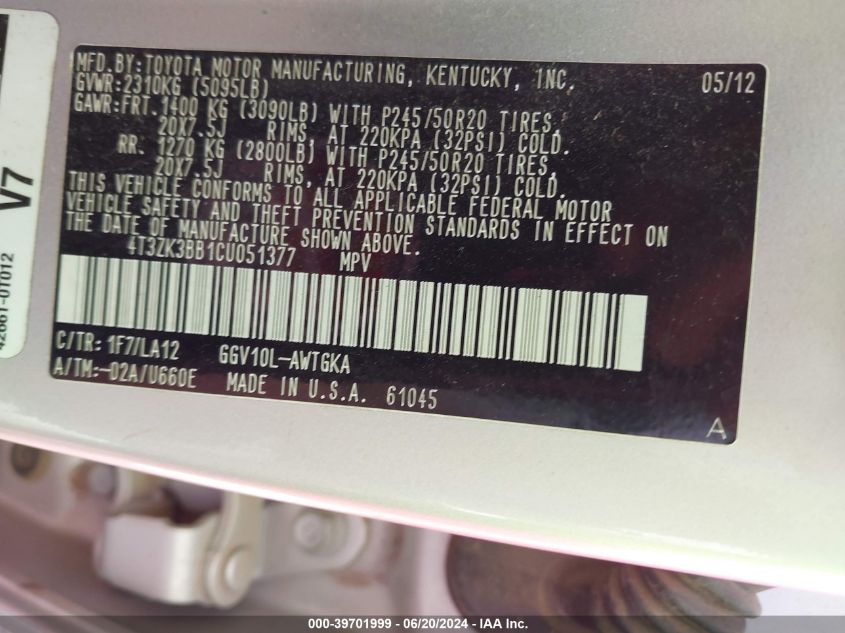 MFD. BY: TOYOTA MOTOR MANUFACTURING, KENTUCKY, INC. 05/12
GVWR: 2310KG (5095LB)
GAWR: FRT. 1400 KG (3090LB) WITH P245/50R20 TIRES,
20X7.5J RIMS, AT 220KPA (32PSI) COLD.
RR. 1270 KG (2800LB) WITH P245/50R20 TIRES,
20X7.5J RIMS, AT 220KPA (32PSI) COLD.
THIS VEHICLE CONFORMS TO ALL APPLICABLE FEDERAL MOTOR
VEHICLE SAFETY AND THEFT PREVENTION STANDARDS IN EFFECT ON
THE DATE OF MANUFACTURE SHOWN ABOVE.
4T3ZK3BB1CU051377 MPV
C/TR: 1F7/LA12 GGV10L-AWTGKA
A/TM:-02A/U660E MADE IN U.S.A. 61045
A
V7
42661-0T012
000-39701999 - 06/20/2024 - IAA Inc.